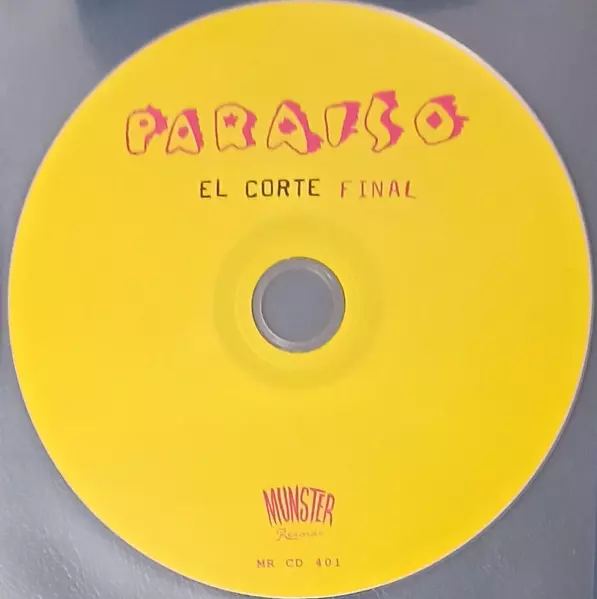 PARAISO
EL CORTE FINAL
MUNSTER
Records
MR CD 401